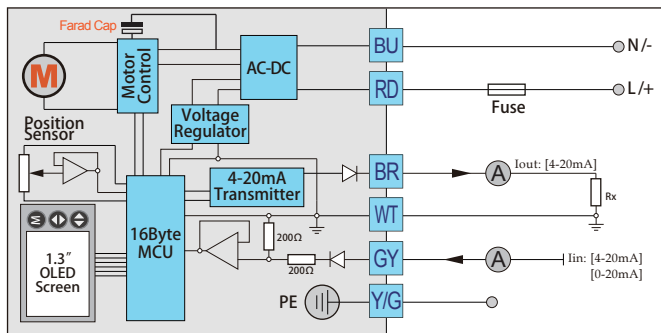 Farad Cap
M
Motor
Control
AC-DC
Voltage
Regulator
Position
Sensor
4-20mA
Transmitter
16Byte
MCU
M
1.3″
OLED
Screen
200Ω
200Ω
PE
BU
RD
BR
WT
GY
Y/G
N/-
L/+
Fuse
A
Iout: [4-20mA]
Rx
A
Iin: [4-20mA]
[0-20mA]